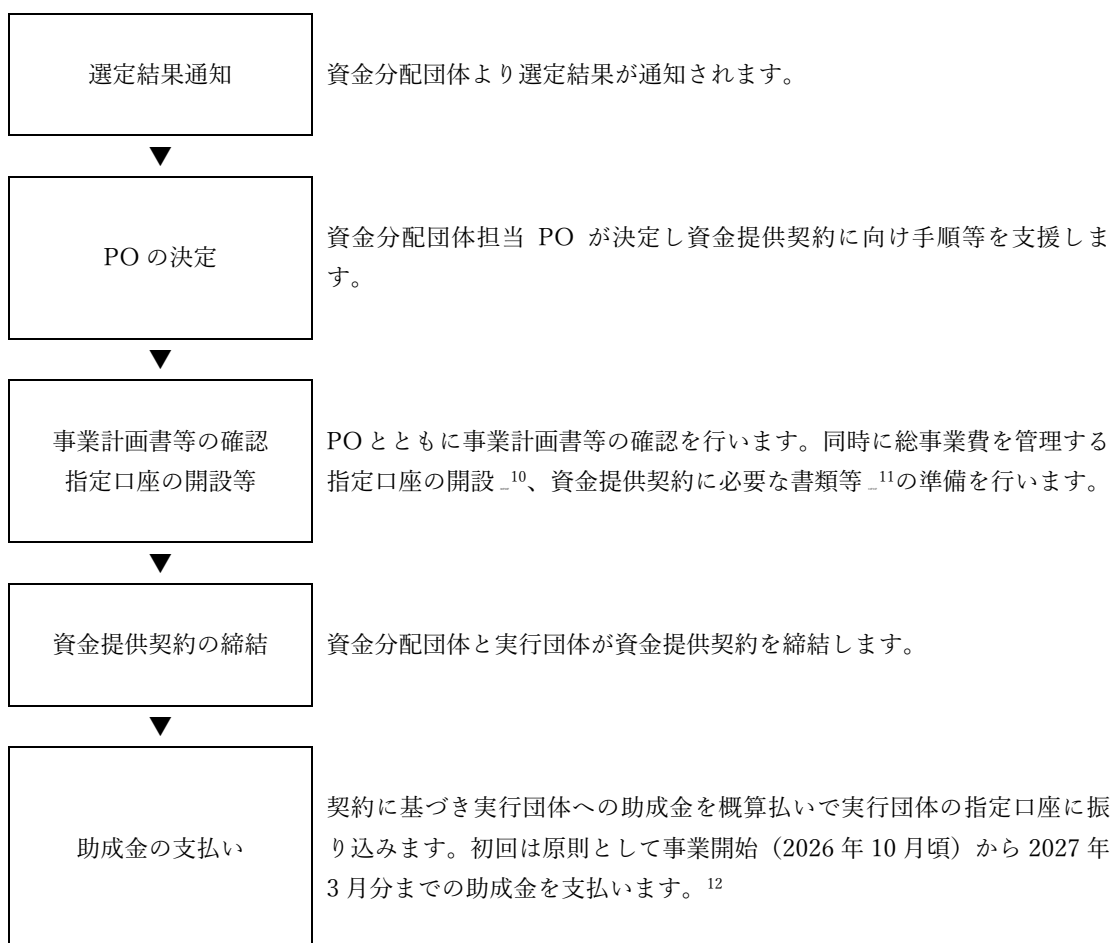 選定結果通知
資金分配団体より選定結果が通知されます。
▼
PO の決定
資金分配団体担当 PO が決定し資金提供契約に向け手順等を支援しま
す。
▼
事業計画書等の確認
指定口座の開設等
PO とともに事業計画書等の確認を行います。同時に総事業費を管理する
指定口座の開設 _10、資金提供契約に必要な書類等 _11の準備を行います。
▼
資金提供契約の締結
資金分配団体と実行団体が資金提供契約を締結します。
▼
助成金の支払い
契約に基づき実行団体への助成金を概算払いで実行団体の指定口座に振
り込みます。初回は原則として事業開始（2026 年 10 月頃）から 2027 年
3 月分までの助成金を支払います。12